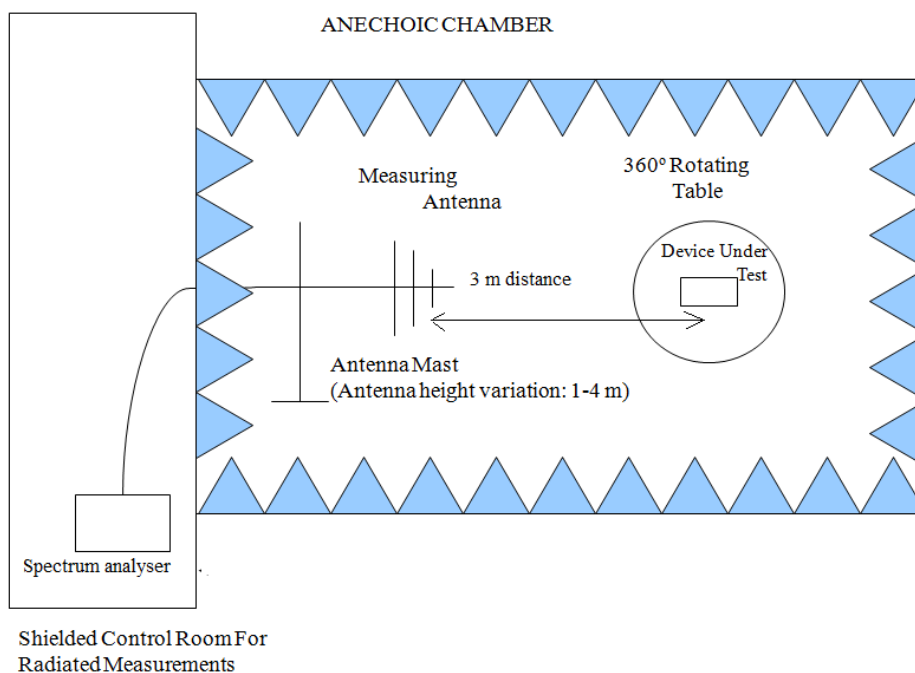 ANECHOIC CHAMBER
Measuring
Antenna
360º Rotating
Table
Device Under
Test
3 m distance
Antenna Mast
(Antenna height variation: 1-4 m)
Spectrum analyser
Shielded Control Room For
Radiated Measurements